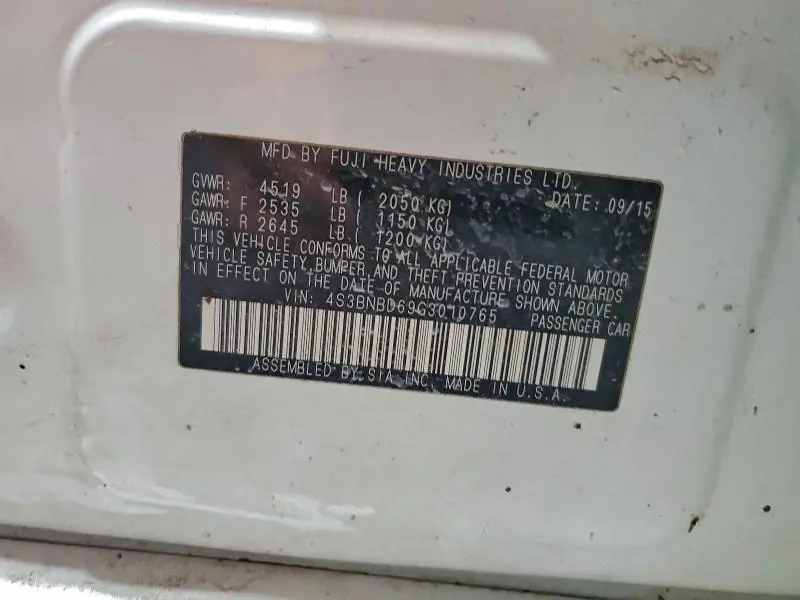 MFD BY FUJI HEAVY INDUSTRIES LTD.
GVWR: 4519 LB ( 2050 KG) DATE: 09/15
GAWR: F 2535 LB ( 1150 KG)
GAWR: R 2645 LB ( 1200 KG)
THIS VEHICLE CONFORMS TO ALL APPLICABLE FEDERAL MOTOR
VEHICLE SAFETY, BUMPER, AND THEFT PREVENTION STANDARDS
IN EFFECT ON THE DATE OF MANUFACTURE SHOWN ABOVE.
VIN: 4S3BNBD69G3010765 PASSENGER CAR
ASSEMBLED BY SIA INC. MADE IN U.S.A.